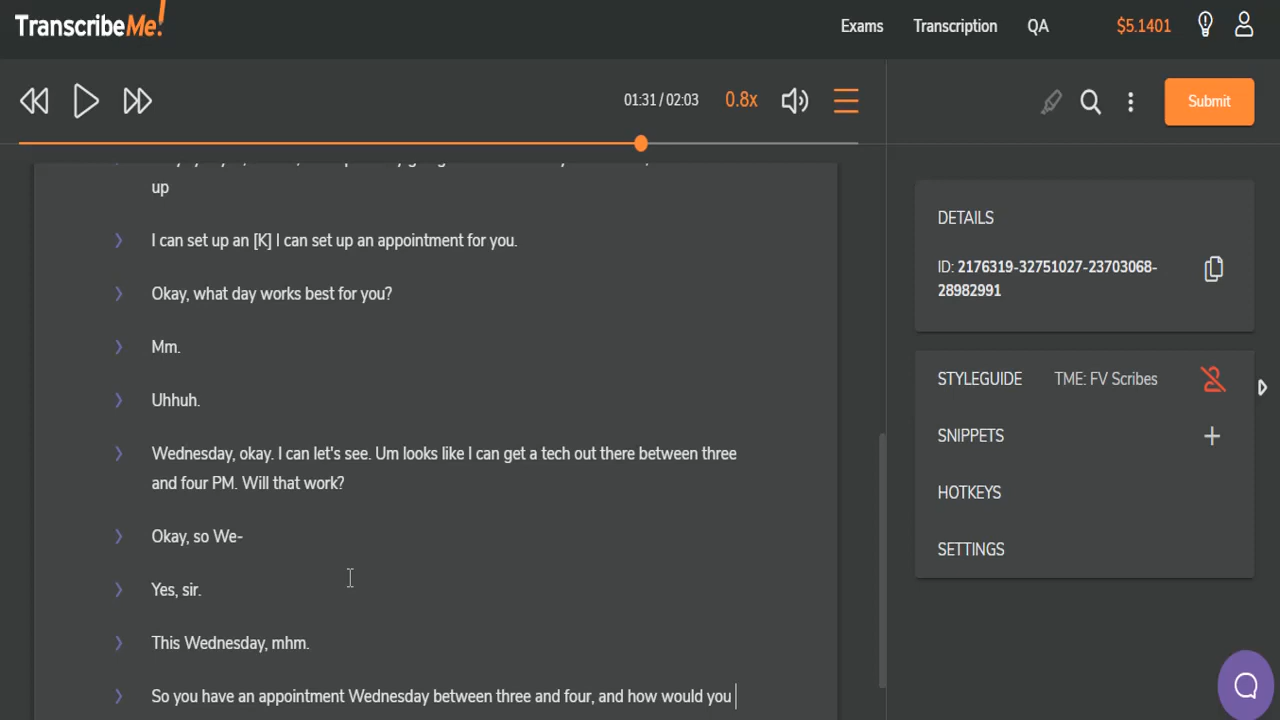 TranscribeMe!
Exams
Transcription
QA
$5.1401
01:31 / 02:03
0.8x
Submit
up
I can set up an [K] I can set up an appointment for you.
Okay, what day works best for you?
Mm.
Uhhuh.
Wednesday, okay. I can let's see. Um looks like I can get a tech out there between three
and four PM. Will that work?
Okay, so We-
Yes, sir.
This Wednesday, mhm.
So you have an appointment Wednesday between three and four, and how would you
DETAILS
ID: 2176319-32751027-23703068-
28982991
STYLEGUIDE
TME: FV Scribes
SNIPPETS
HOTKEYS
SETTINGS